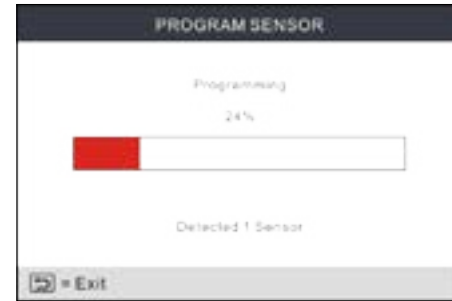 PROGRAM SENSOR
Programming
24%
Detected 1 Sensor
= Exit